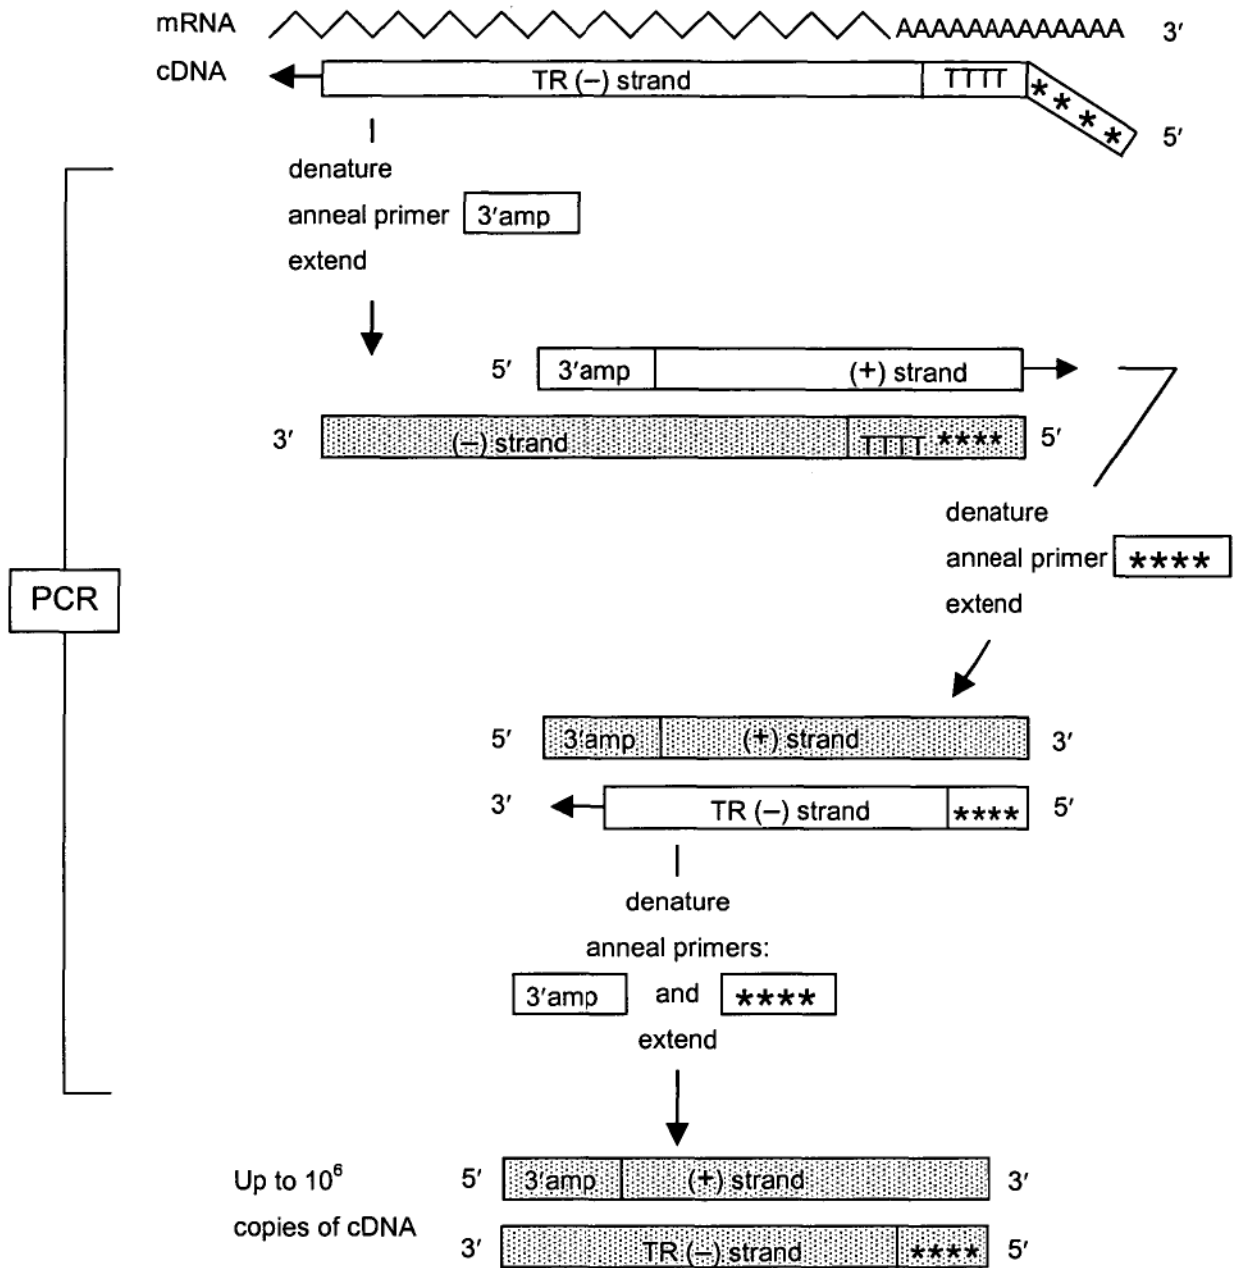 mRNA AAAAAAAAAAAAA 3′
cDNA TR (–) strand TTTT ****
5′
denature
anneal primer 3′amp
extend
5′ 3′amp (+) strand
3′ (–) strand TTTT **** 5′
denature
anneal primer ****
extend
PCR
5′ 3′amp (+) strand 3′
3′ TR (–) strand **** 5′
denature
anneal primers:
3′amp and ****
extend
Up to 10⁶
copies of cDNA
5′ 3′amp (+) strand 3′
3′ TR (–) strand **** 5′